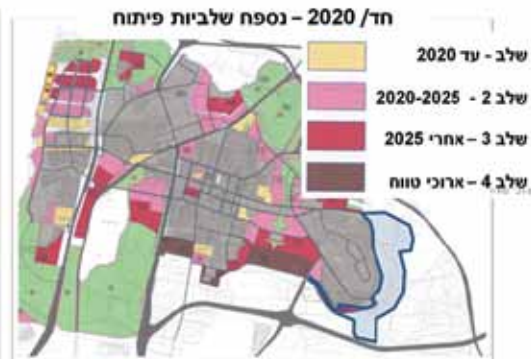 חד/ 2020 – נספח שלביות פיתוח
שלב - עד 2020
שלב 2 - 2020-2025
שלב 3 – אחרי 2025
שלב 4 – ארוכי טווח